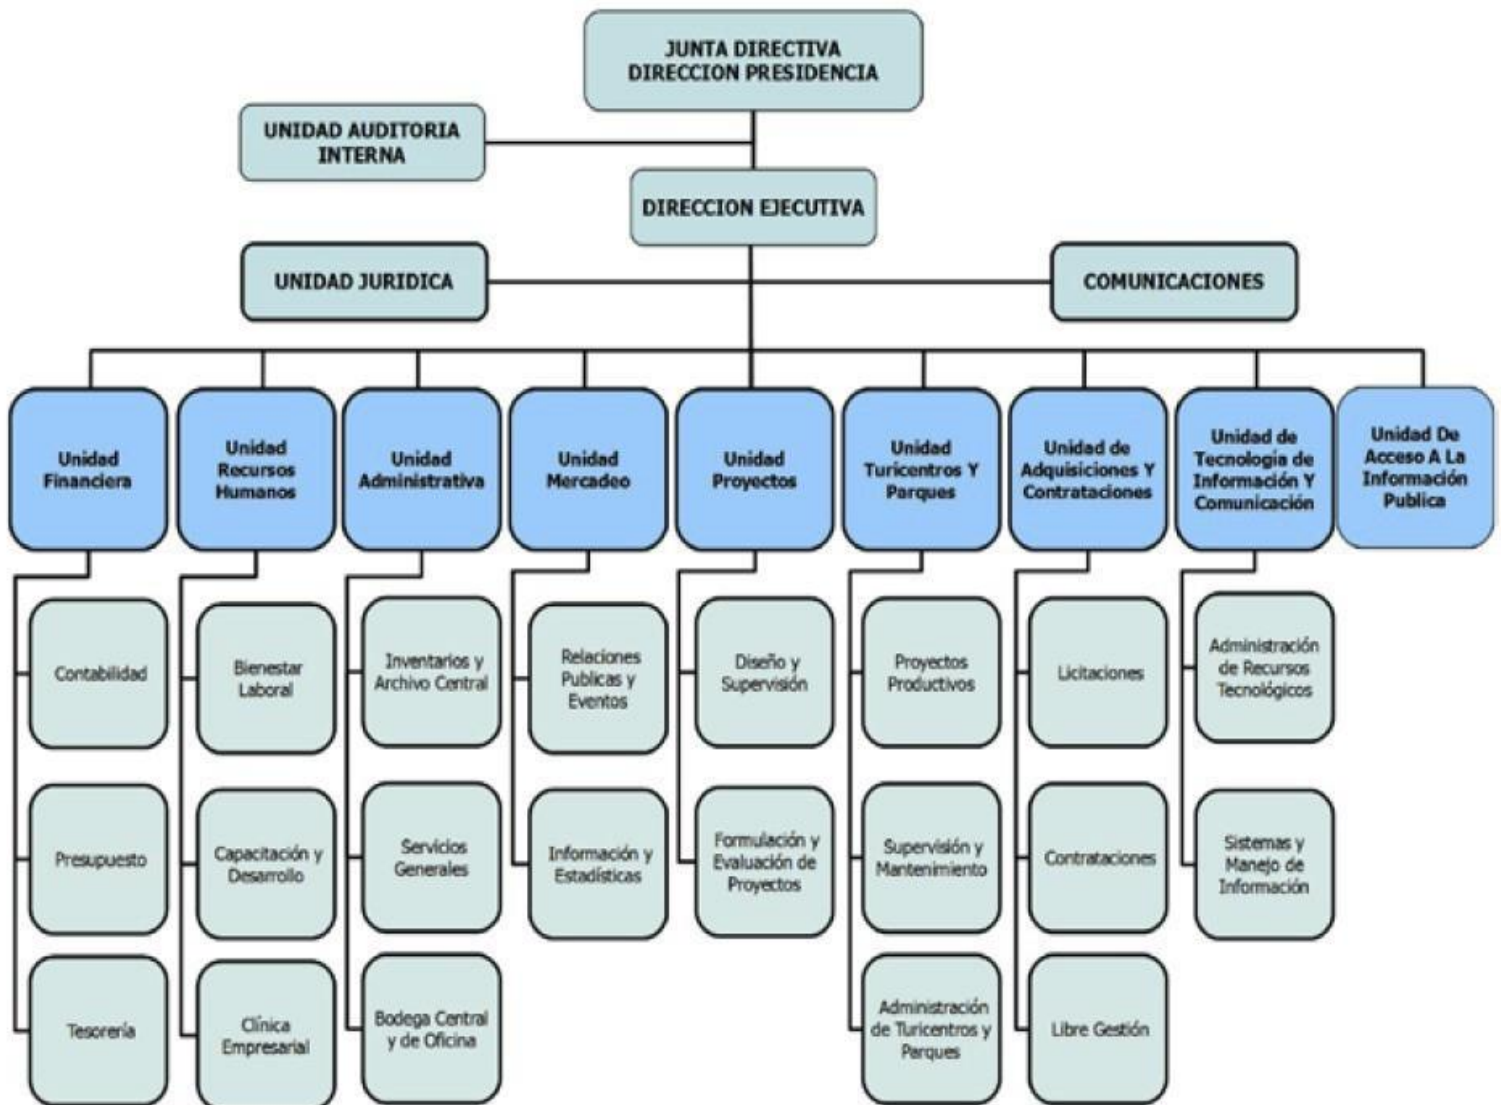 JUNTA DIRECTIVA
DIRECCION PRESIDENCIA
UNIDAD AUDITORIA
INTERNA
DIRECCION EJECUTIVA
UNIDAD JURIDICA
COMUNICACIONES
Unidad
Financiera
Unidad
Recursos
Humanos
Unidad
Administrativa
Unidad
Mercadeo
Unidad
Proyectos
Unidad
Turicentros Y
Parques
Unidad de
Adquisiciones Y
Contrataciones
Unidad de
Tecnología de
Información Y
Comunicación
Unidad De
Acceso A La
Información
Publica
Contabilidad
Bienestar
Laboral
Inventarios y
Archivo Central
Relaciones
Publicas y
Eventos
Diseño y
Supervisión
Proyectos
Productivos
Licitaciones
Administración
de Recursos
Tecnológicos
Presupuesto
Capacitación y
Desarrollo
Servicios
Generales
Información y
Estadísticas
Formulación y
Evaluación de
Proyectos
Supervisión y
Mantenimiento
Contrataciones
Sistemas y
Manejo de
Información
Tesorería
Clínica
Empresarial
Bodega Central
y de Oficina
Administración
de Turicentros y
Parques
Libre Gestión